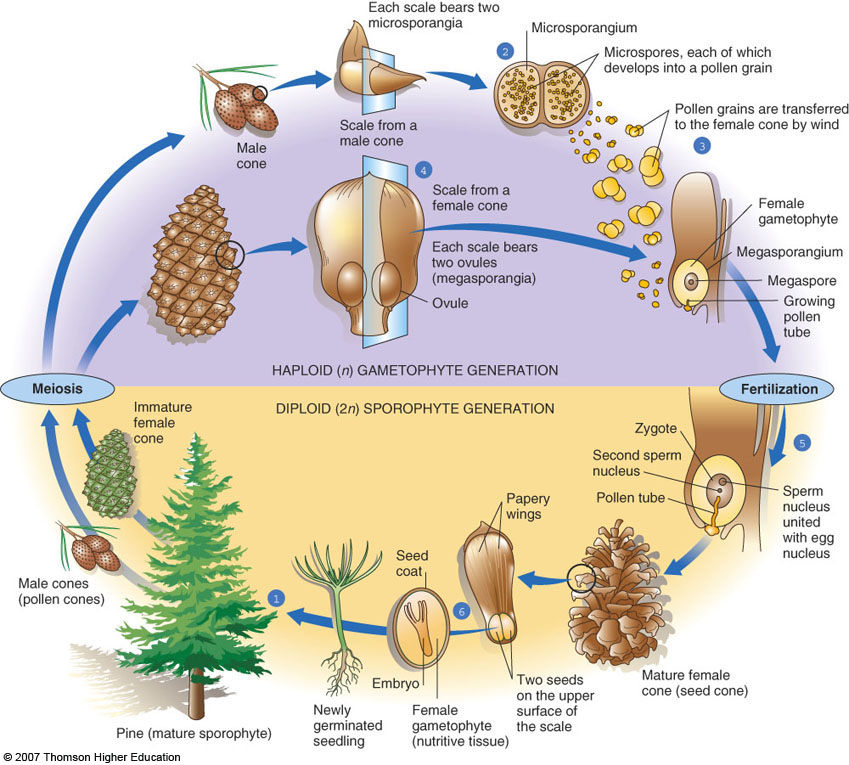 Each scale bears two
microsporangia
Microsporangium
2
Microspores, each of which
develops into a pollen grain
Pollen grains are transferred
to the female cone by wind
3
Male
cone
Scale from a
male cone
4
Scale from a
female cone
Each scale bears
two ovules
(megasporangia)
Ovule
Female
gametophyte
Megasporangium
Megaspore
Growing
pollen
tube
HAPLOID (n) GAMETOPHYTE GENERATION
Meiosis
Fertilization
DIPLOID (2n) SPOROPHYTE GENERATION
Immature
female
cone
Zygote
5
Second sperm
nucleus
Pollen tube
Sperm
nucleus
united
with egg
nucleus
Papery
wings
Seed
coat
Male cones
(pollen cones)
1
6
Embryo
Two seeds
on the upper
surface of
the scale
Mature female
cone (seed cone)
Newly
germinated
seedling
Female
gametophyte
(nutritive tissue)
Pine (mature sporophyte)
© 2007 Thomson Higher Education